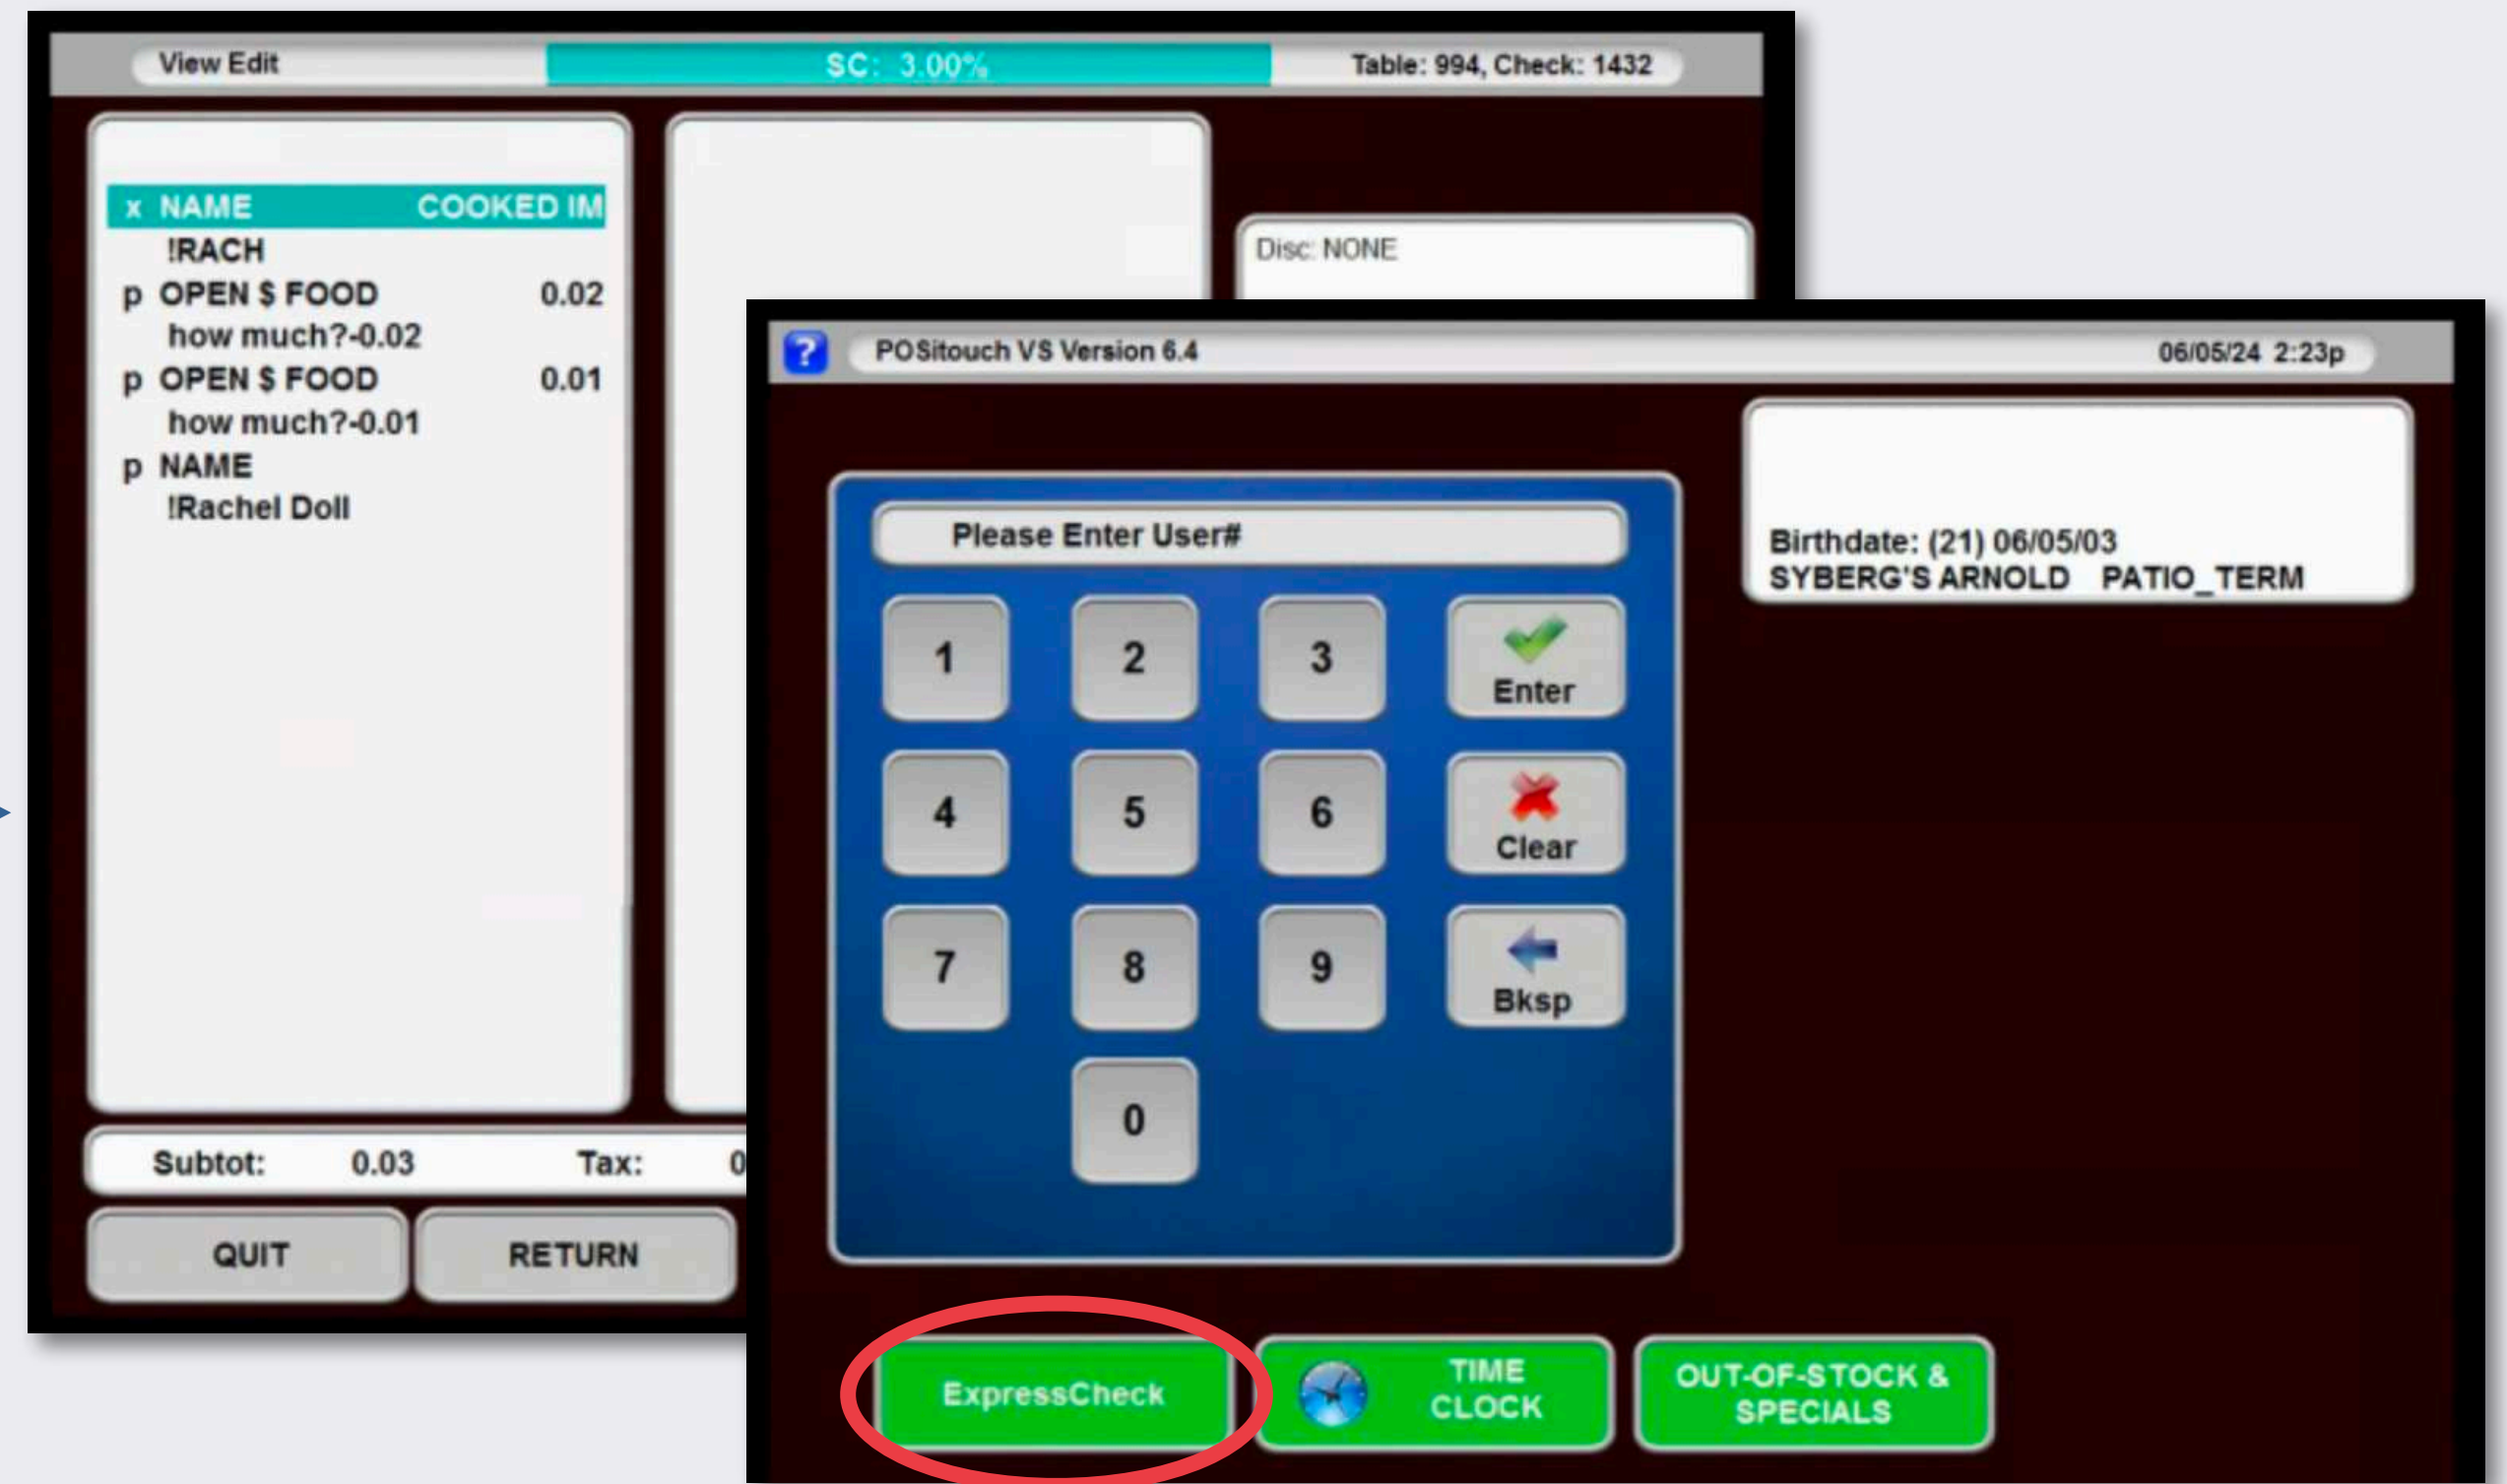 View Edit SC: 3.00% Table: 994, Check: 1432
x NAME COOKED IM
!RACH
p OPEN $ FOOD 0.02
how much?-0.02
p OPEN $ FOOD 0.01
how much?-0.01
p NAME
!Rachel Doll
Disc: NONE
Subtot: 0.03 Tax: 0
QUIT RETURN
? POSitouch VS Version 6.4 06/05/24 2:23p
Please Enter User#
1 2 3 Enter
4 5 6 Clear
7 8 9 Bksp
0
Birthdate: (21) 06/05/03
SYBERG'S ARNOLD PATIO_TERM
ExpressCheck
TIME
CLOCK
OUT-OF-STOCK &
SPECIALS